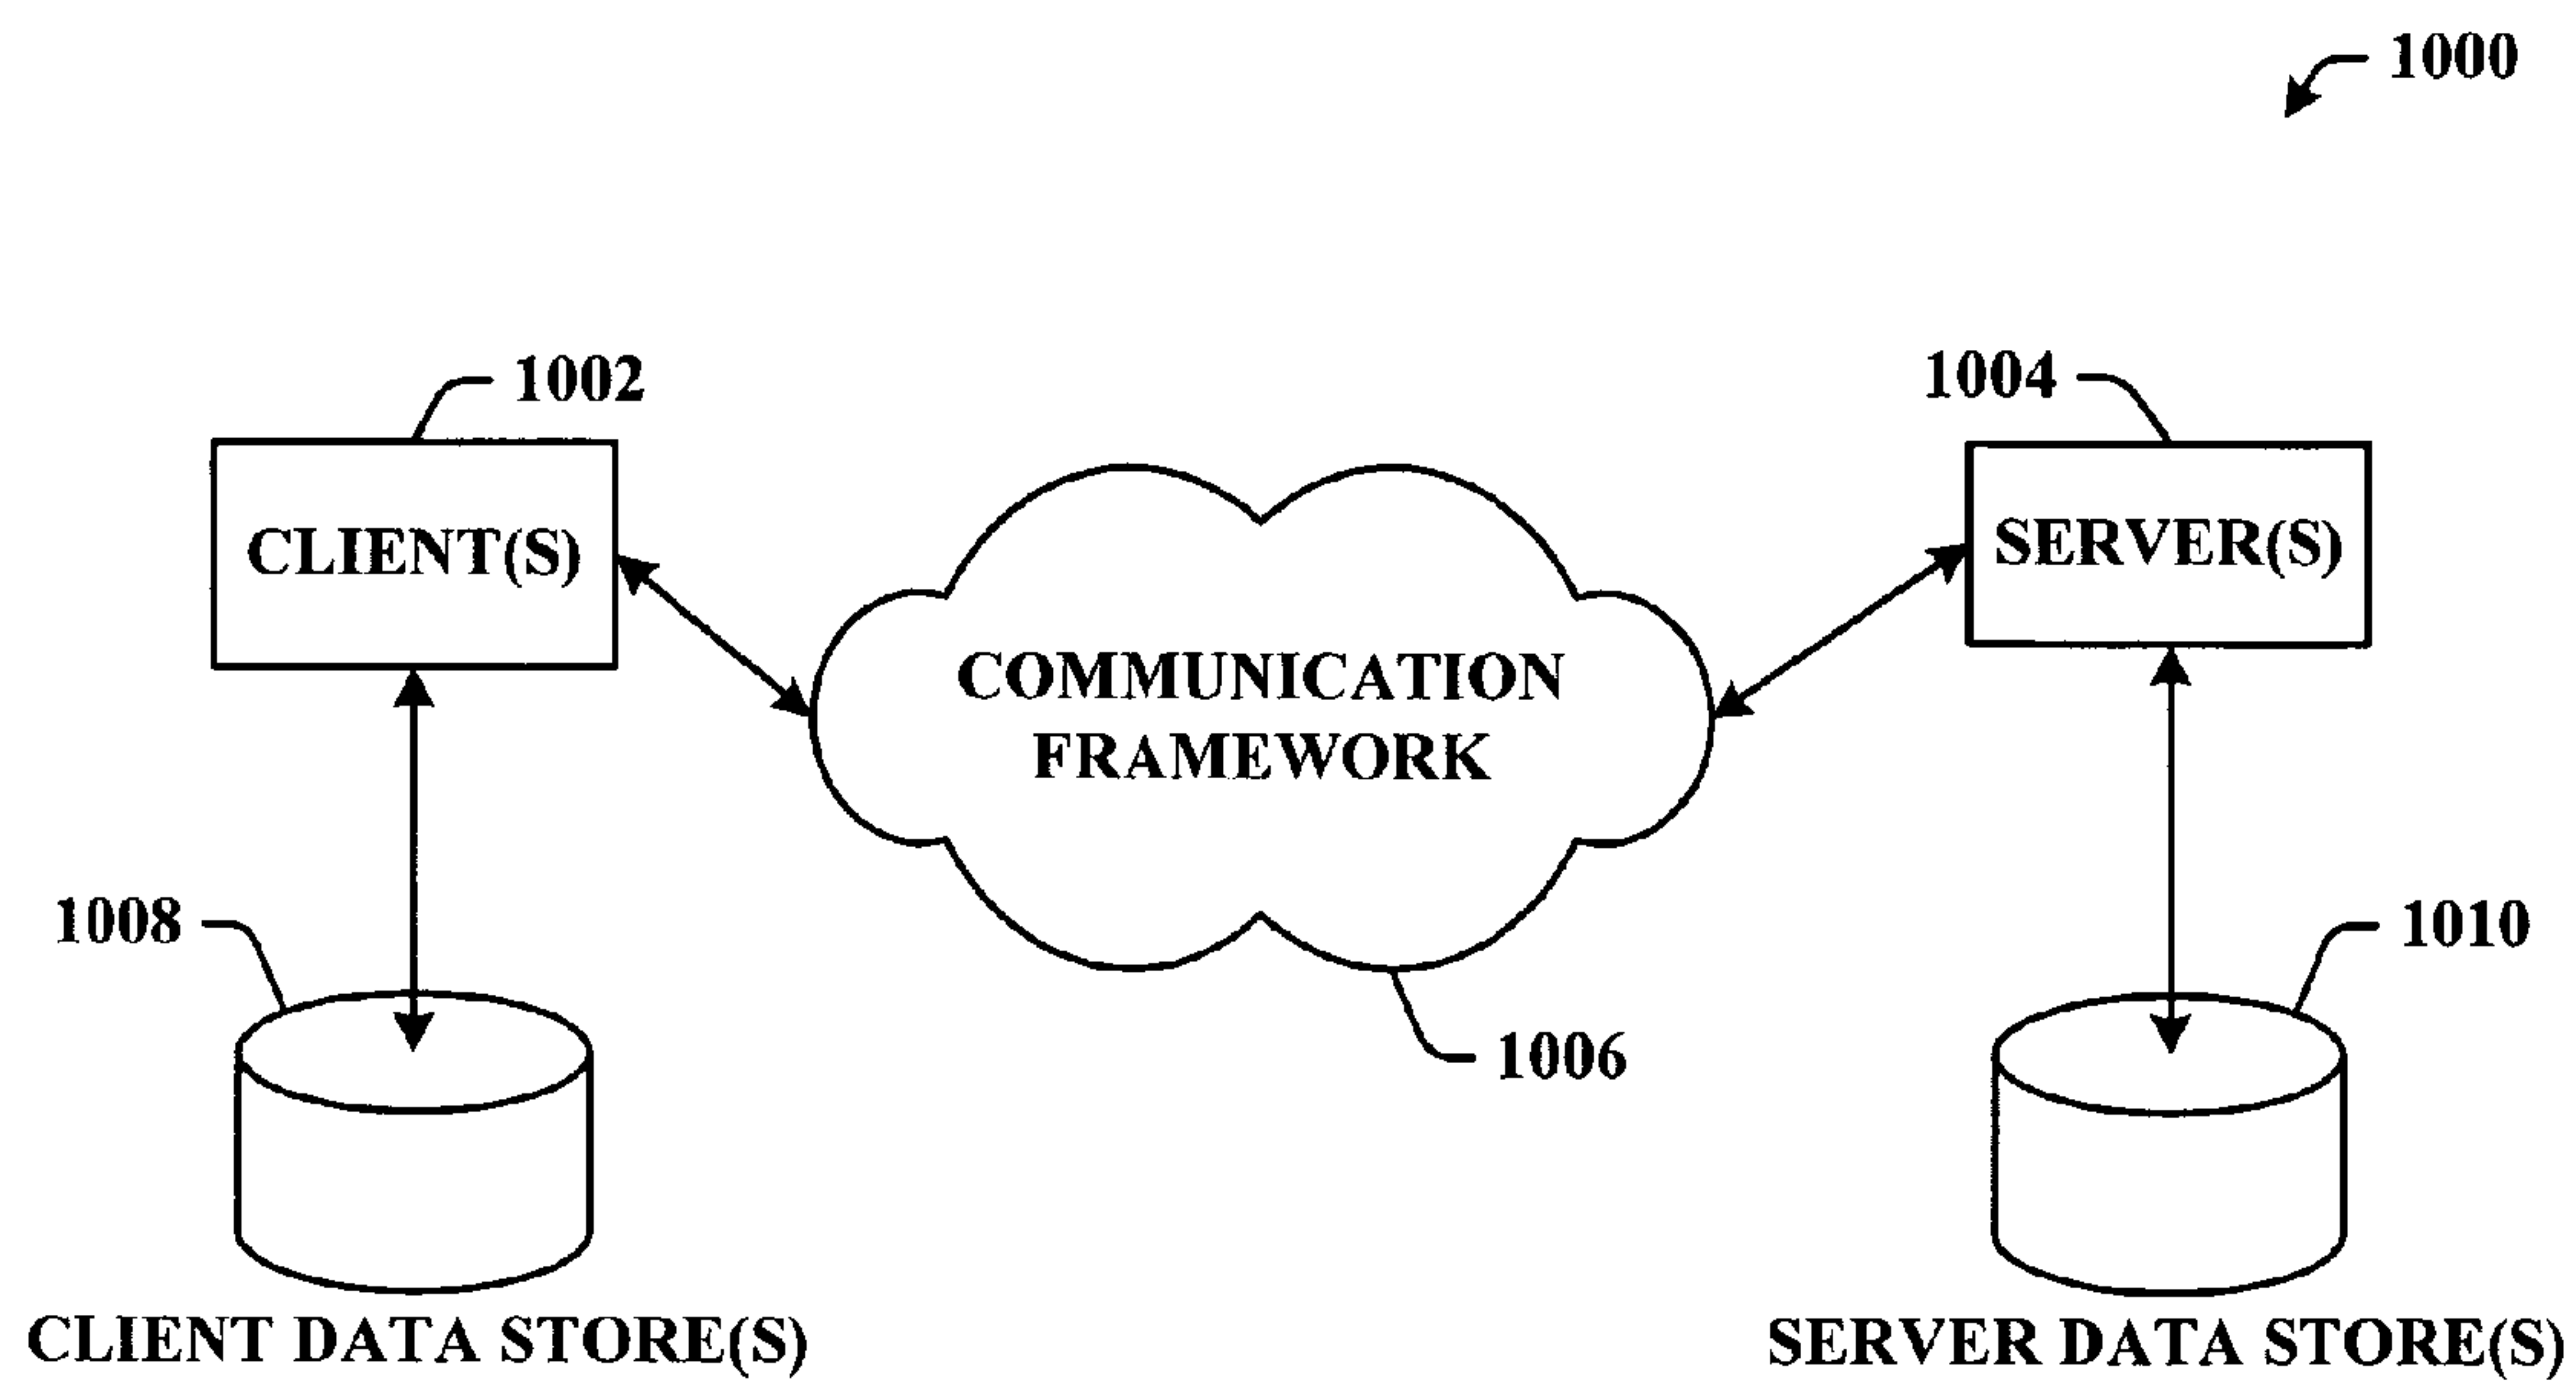 1000
1002
1004
CLIENT(S)
SERVER(S)
COMMUNICATION
FRAMEWORK
1008
1010
1006
CLIENT DATA STORE(S)
SERVER DATA STORE(S)